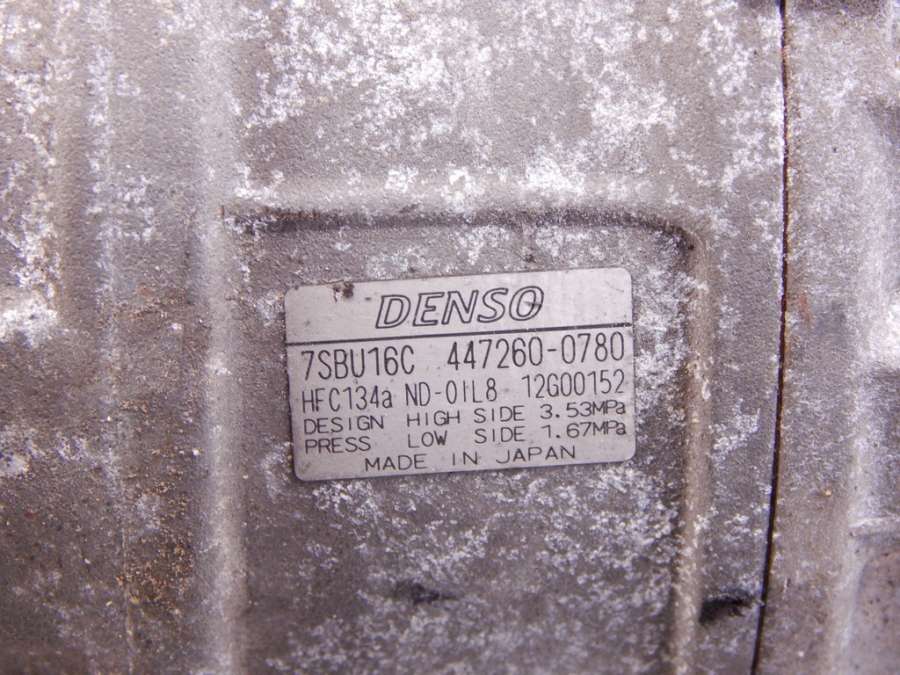 DENSO
7SBU16C 447260-0780
HFC134a ND-OIL8 12G00152
DESIGN HIGH SIDE 3.53MPa
PRESS LOW SIDE 1.67MPa
MADE IN JAPAN